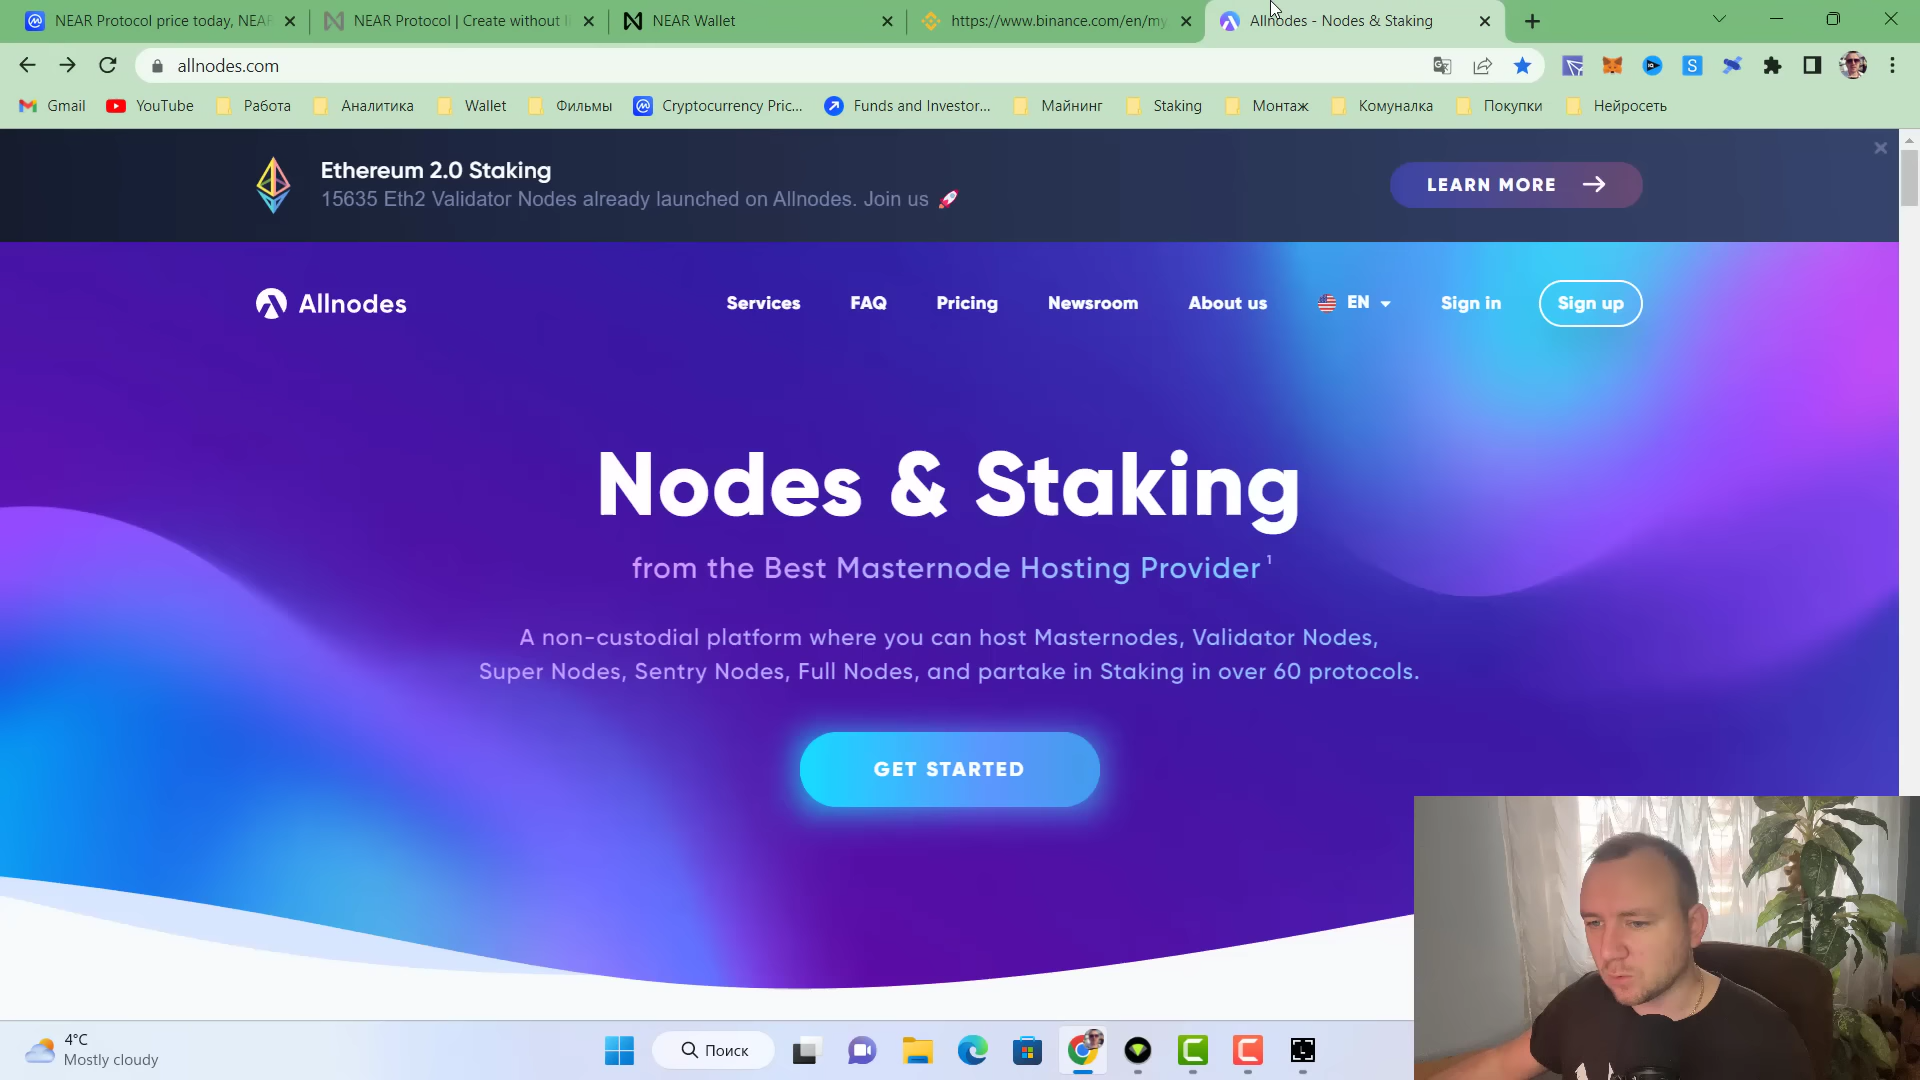 NEAR Protocol price today, NEAR
NEAR Protocol | Create without li
NEAR Wallet
https://www.binance.com/en/my
Allnodes - Nodes & Staking
allnodes.com
Gmail
YouTube
Работа
Аналитика
Wallet
Фильмы
Cryptocurrency Pric...
Funds and Investor...
Майнинг
Staking
Монтаж
Комуналка
Покупки
Нейросеть
Ethereum 2.0 Staking
15635 Eth2 Validator Nodes already launched on Allnodes. Join us 🚀
LEARN MORE
Allnodes
Services
FAQ
Pricing
Newsroom
About us
EN
Sign in
Sign up
Nodes & Staking
from the Best Masternode Hosting Provider ¹
A non-custodial platform where you can host Masternodes, Validator Nodes,
Super Nodes, Sentry Nodes, Full Nodes, and partake in Staking in over 60 protocols.
GET STARTED
4°C
Mostly cloudy
Поиск